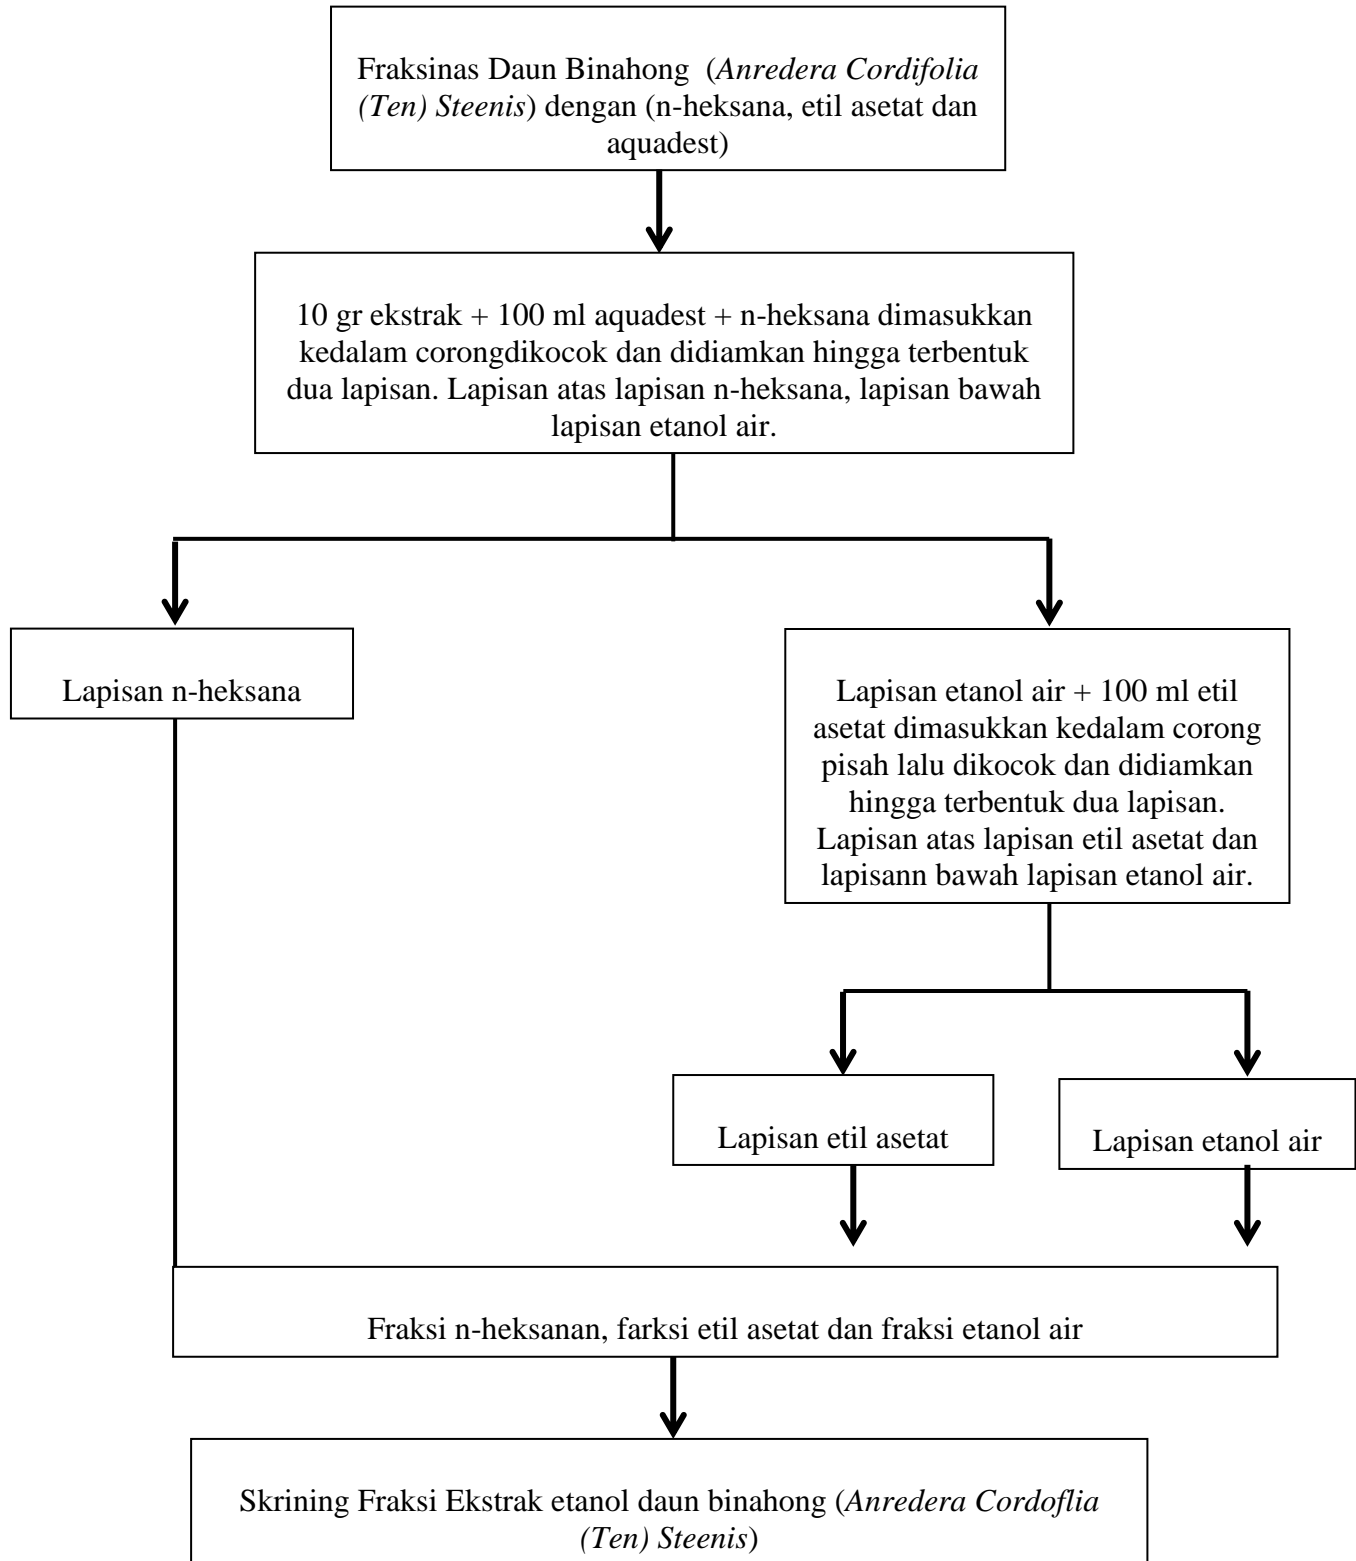 Fraksinas Daun Binahong (Anredera Cordifolia
(Ten) Steenis) dengan (n-heksana, etil asetat dan
aquadest)
10 gr ekstrak + 100 ml aquadest + n-heksana dimasukkan
kedalam corongdikocok dan didiamkan hingga terbentuk
dua lapisan. Lapisan atas lapisan n-heksana, lapisan bawah
lapisan etanol air.
Lapisan n-heksana
Lapisan etanol air + 100 ml etil
asetat dimasukkan kedalam corong
pisah lalu dikocok dan didiamkan
hingga terbentuk dua lapisan.
Lapisan atas lapisan etil asetat dan
lapisann bawah lapisan etanol air.
Lapisan etil asetat
Lapisan etanol air
Fraksi n-heksanan, farksi etil asetat dan fraksi etanol air
Skrining Fraksi Ekstrak etanol daun binahong (Anredera Cordoflia
(Ten) Steenis)